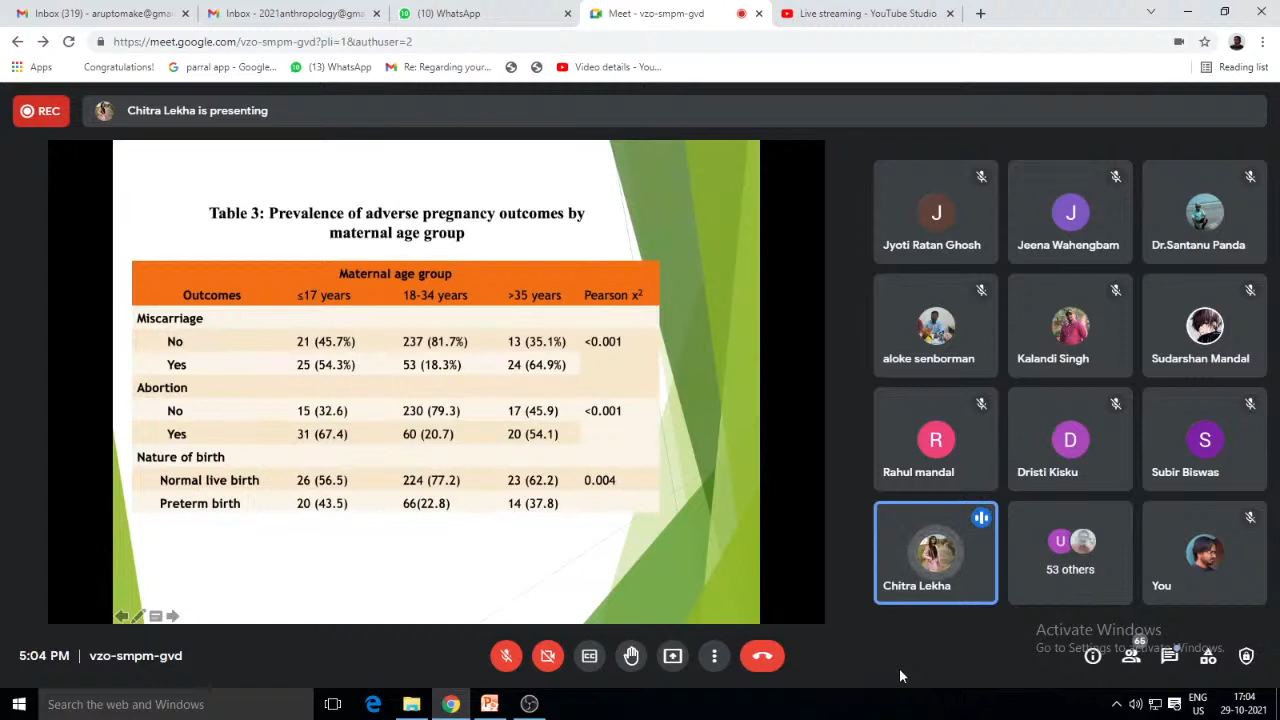 Inbox (319) - aruptomake@gmai
Inbox - 2021anthropology@gma
(10) WhatsApp
Meet - vzo-smpm-gvd
Live streaming - YouTube Studio
https://meet.google.com/vzo-smpm-gvd?pli=1&authuser=2
Apps
Congratulations!
parral app - Google...
(13) WhatsApp
Re: Regarding your...
Video details - You...
Reading list
REC
Chitra Lekha is presenting
Table 3: Prevalence of adverse pregnancy outcomes by
maternal age group
Maternal age group
Outcomes ≤17 years 18-34 years >35 years Pearson x²
Miscarriage
No 21 (45.7%) 237 (81.7%) 13 (35.1%) <0.001
Yes 25 (54.3%) 53 (18.3%) 24 (64.9%)
Abortion
No 15 (32.6) 230 (79.3) 17 (45.9) <0.001
Yes 31 (67.4) 60 (20.7) 20 (54.1)
Nature of birth
Normal live birth 26 (56.5) 224 (77.2) 23 (62.2) 0.004
Preterm birth 20 (43.5) 66(22.8) 14 (37.8)
J
Jyoti Ratan Ghosh
J
Jeena Wahengbam
Dr.Santanu Panda
aloke senborman
Kalandi Singh
Sudarshan Mandal
R
Rahul mandal
D
Dristi Kisku
S
Subir Biswas
Chitra Lekha
U
53 others
You
Activate Windows
Go to Settings to activate Windows.
5:04 PM | vzo-smpm-gvd
65
Search the web and Windows
ENG
US
17:04
29-10-2021